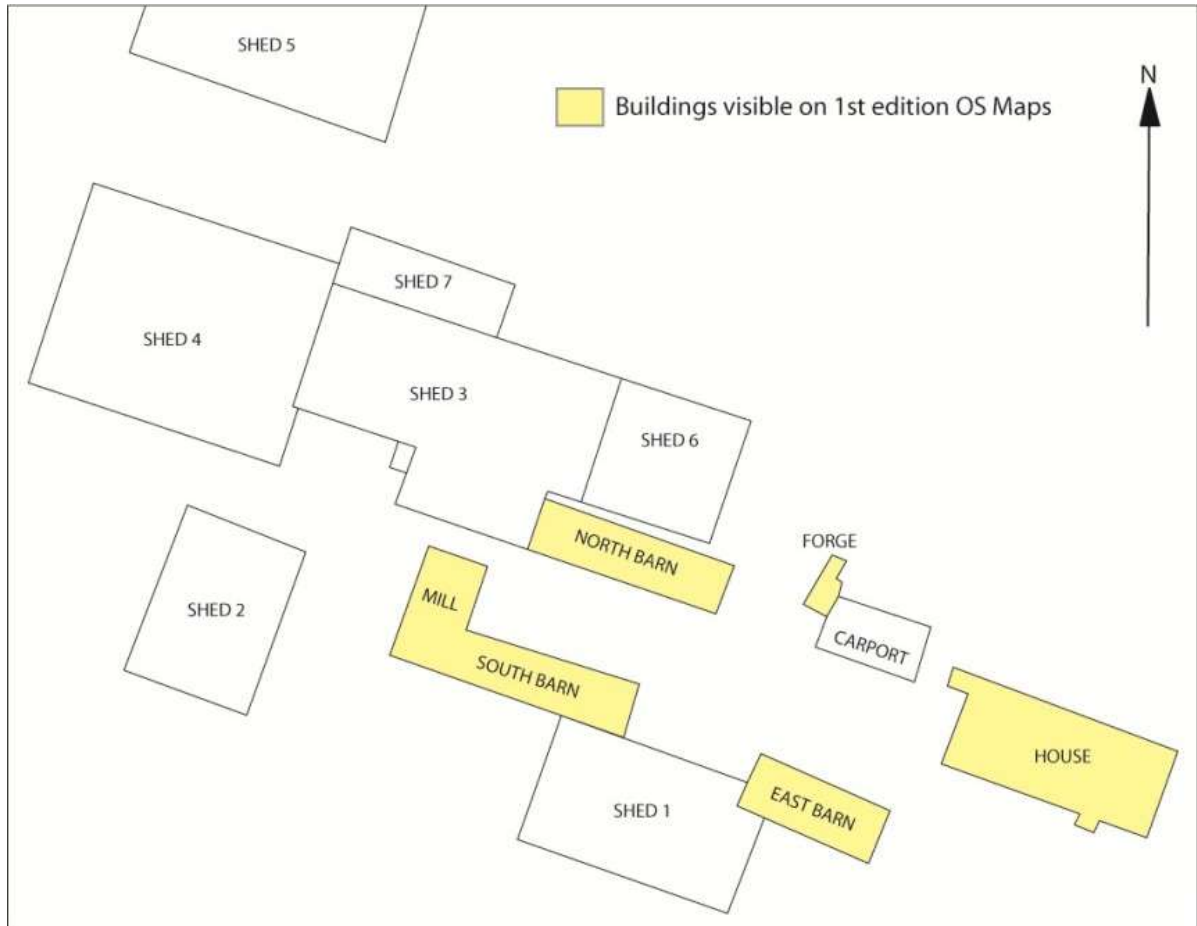 SHED 5
Buildings visible on 1st edition OS Maps
N
SHED 7
SHED 4
SHED 3
SHED 6
NORTH BARN
FORGE
MILL
SHED 2
CARPORT
SOUTH BARN
HOUSE
EAST BARN
SHED 1